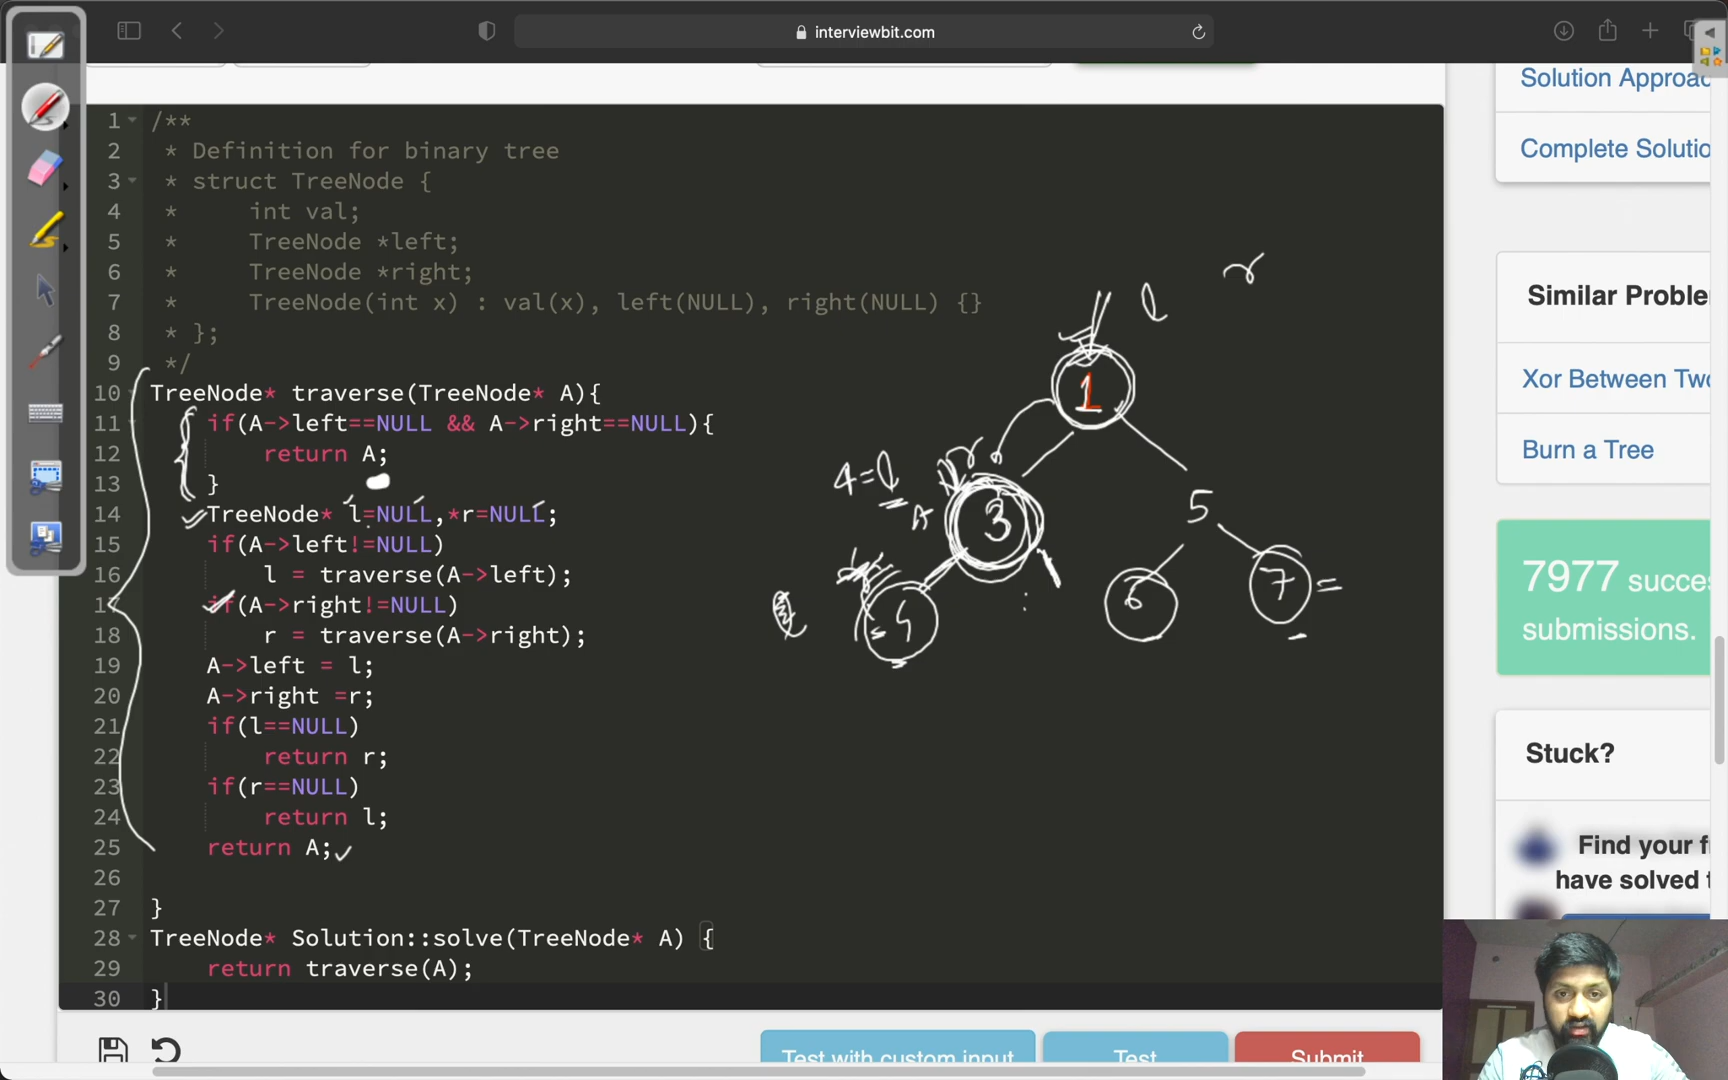 interviewbit.com
Solution Approac
Complete Solutio
1 /**
2 * Definition for binary tree
3 * struct TreeNode {
4 * int val;
5 * TreeNode *left;
6 * TreeNode *right;
7 * TreeNode(int x) : val(x), left(NULL), right(NULL) {}
8 * };
9 */
10 TreeNode* traverse(TreeNode* A){
11 if(A->left==NULL && A->right==NULL){
12 return A;
13 }
14 TreeNode* l=NULL,*r=NULL;
15 if(A->left!=NULL)
16 l = traverse(A->left);
17 if(A->right!=NULL)
18 r = traverse(A->right);
19 A->left = l;
20 A->right =r;
21 if(l==NULL)
22 return r;
23 if(r==NULL)
24 return l;
25 return A;
26
27 }
28 TreeNode* Solution::solve(TreeNode* A) {
29 return traverse(A);
30 }
l r
1
4=l r
A 3 5
4 6 7 =
Similar Proble
Xor Between Two
Burn a Tree
7977 succes
submissions.
Stuck?
Find your f
have solved t
Test with custom input Test Submit